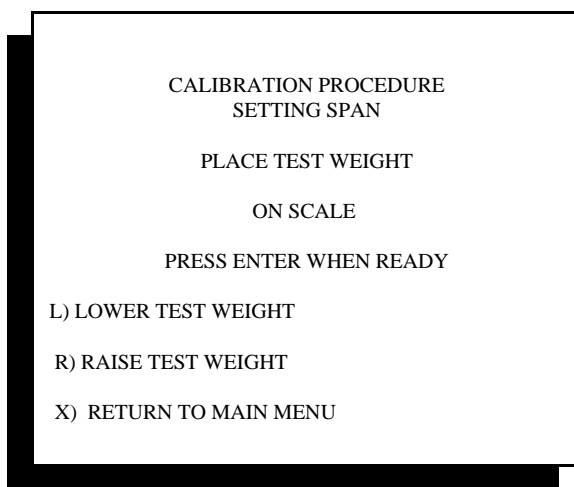 CALIBRATION PROCEDURE
SETTING SPAN
PLACE TEST WEIGHT
ON SCALE
PRESS ENTER WHEN READY
L) LOWER TEST WEIGHT
R) RAISE TEST WEIGHT
X) RETURN TO MAIN MENU